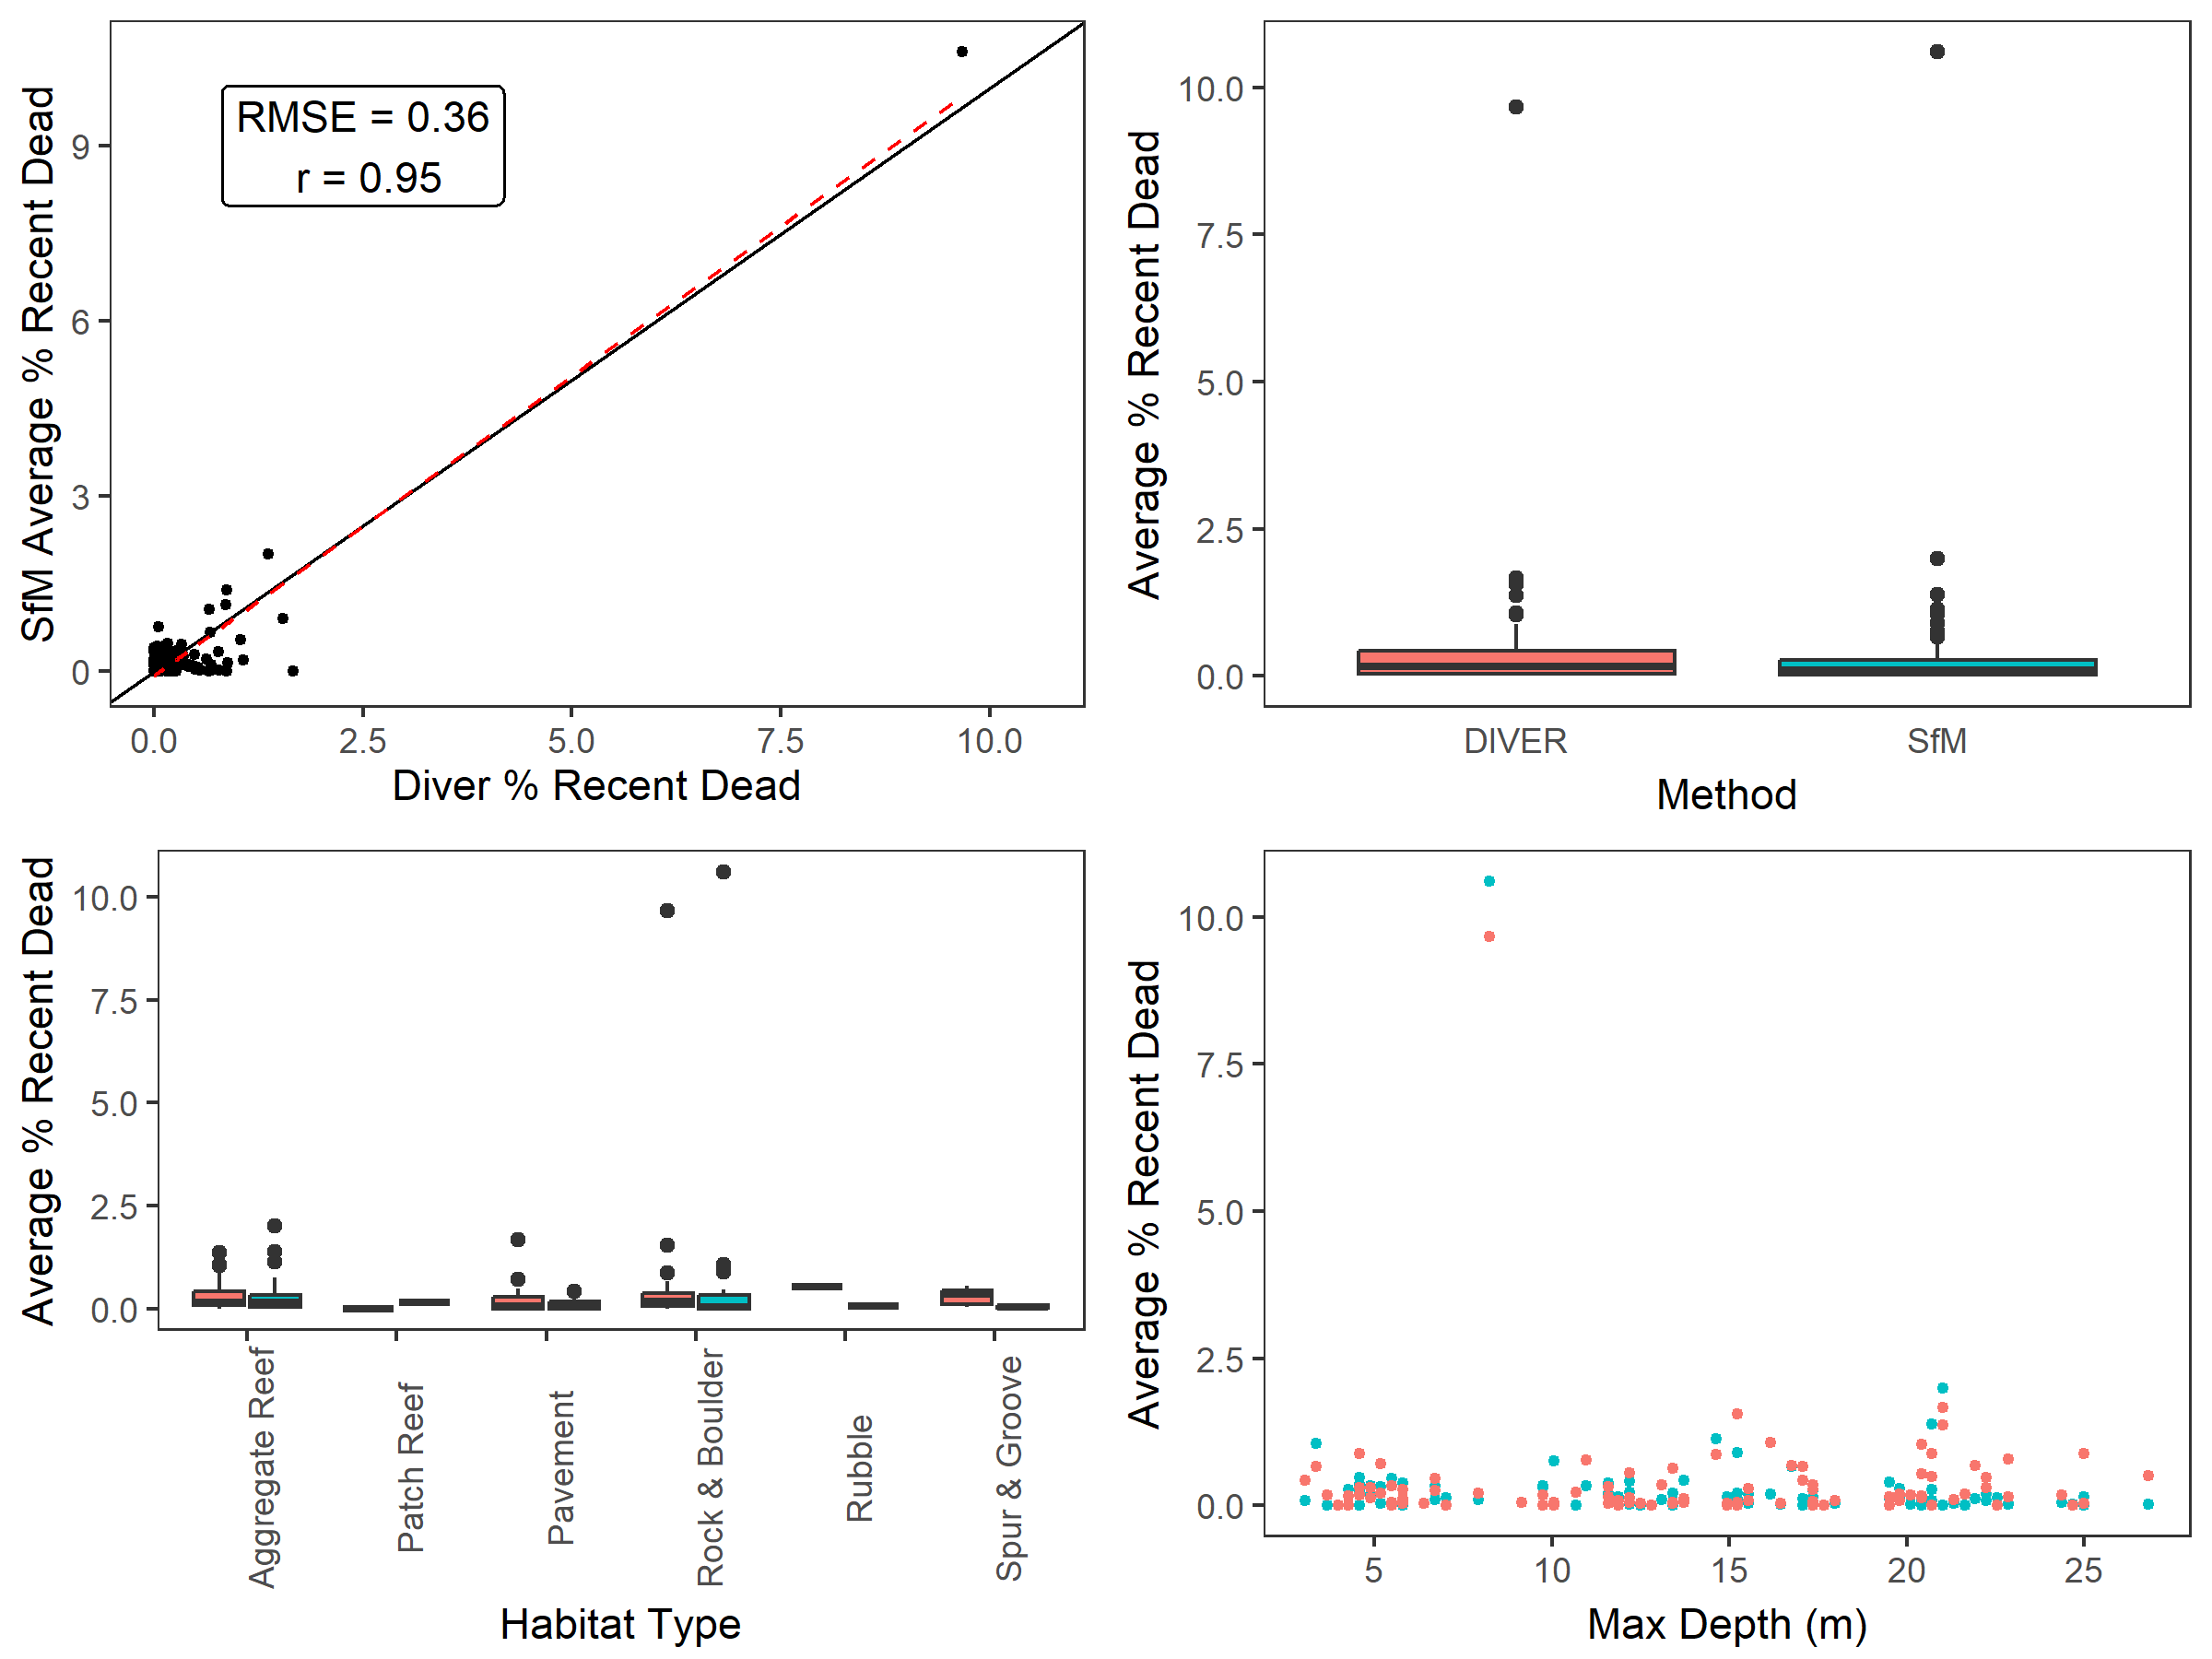 SfM Average % Recent Dead
9
6
3
0
RMSE = 0.36
r = 0.95
0.0 2.5 5.0 7.5 10.0
Diver % Recent Dead
Average % Recent Dead
10.0
7.5
5.0
2.5
0.0
DIVER SfM
Method
Average % Recent Dead
10.0
7.5
5.0
2.5
0.0
Aggregate Reef
Patch Reef
Pavement
Rock & Boulder
Rubble
Spur & Groove
Habitat Type
Average % Recent Dead
10.0
7.5
5.0
2.5
0.0
5 10 15 20 25
Max Depth (m)